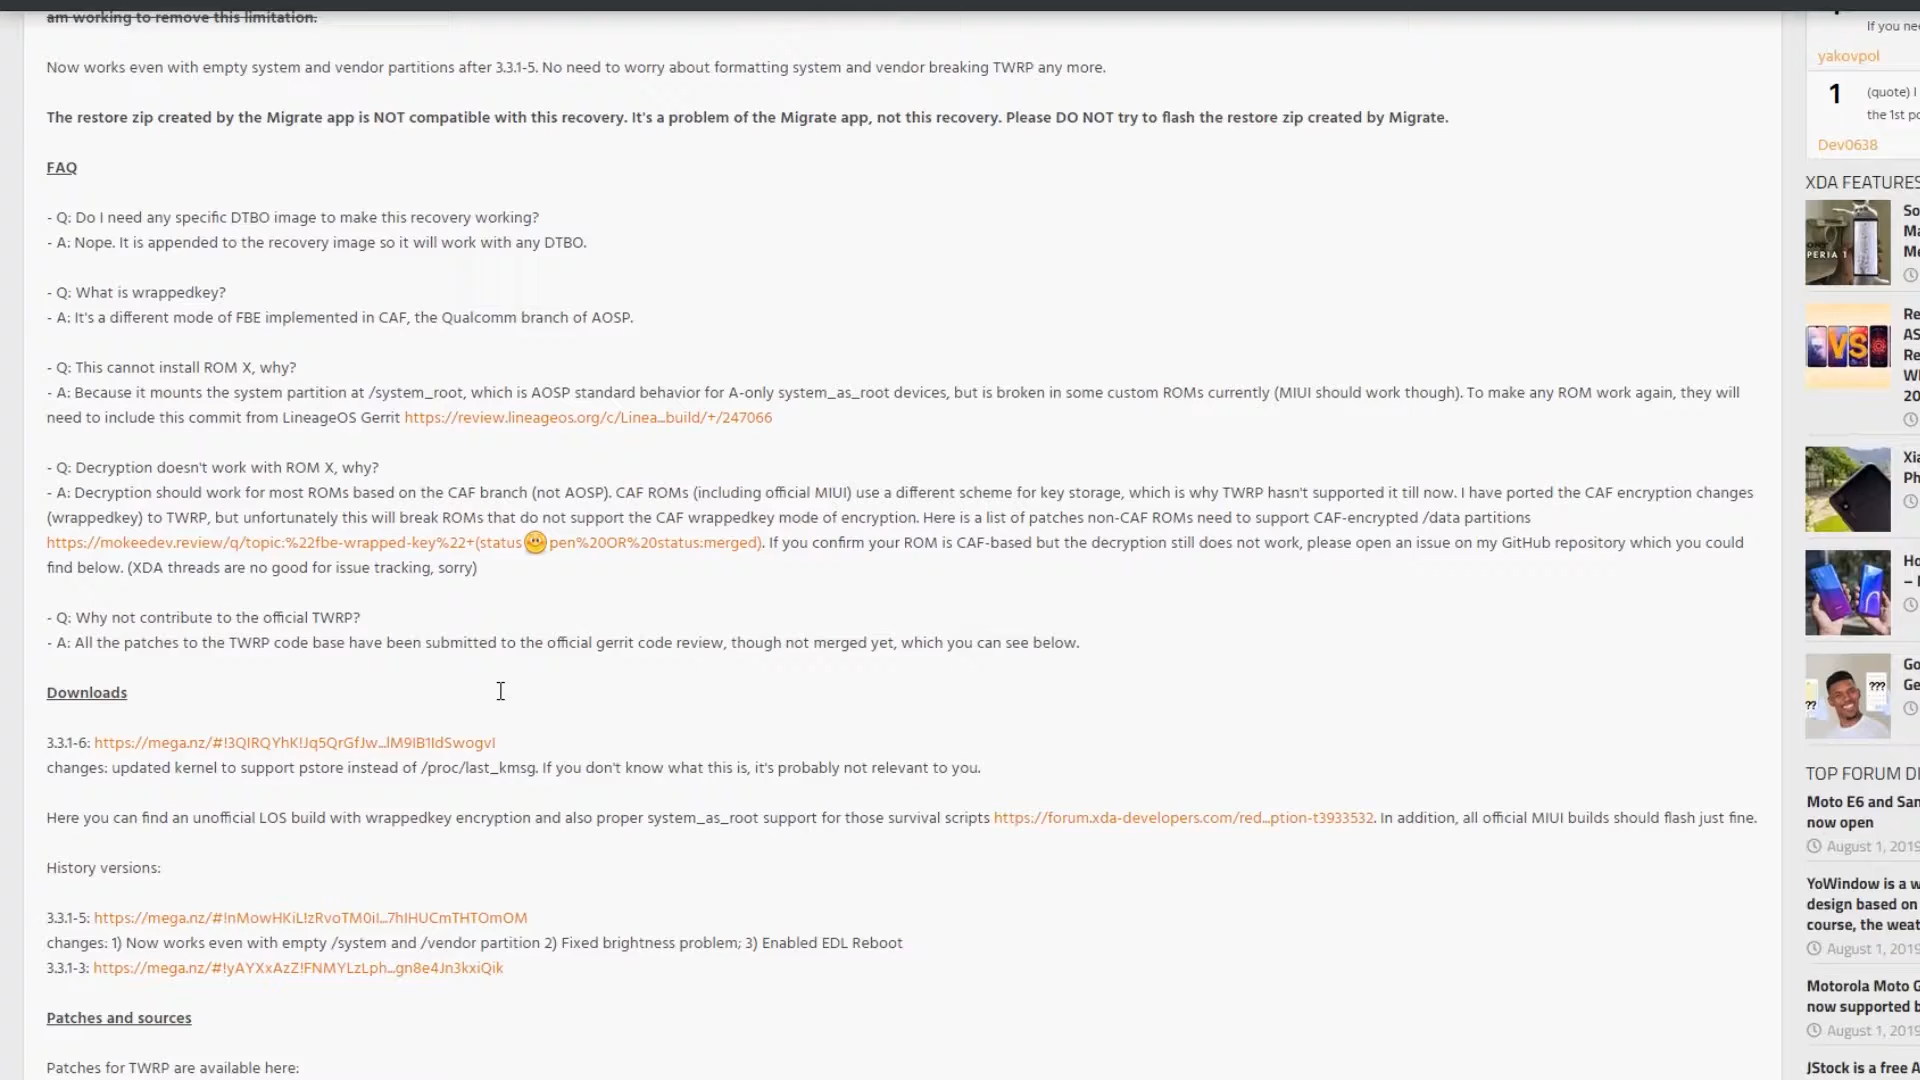 am working to remove this limitation.
Now works even with empty system and vendor partitions after 3.3.1-5. No need to worry about formatting system and vendor breaking TWRP any more.
The restore zip created by the Migrate app is NOT compatible with this recovery. It's a problem of the Migrate app, not this recovery. Please DO NOT try to flash the restore zip created by Migrate.
FAQ
- Q: Do I need any specific DTBO image to make this recovery working?
- A: Nope. It is appended to the recovery image so it will work with any DTBO.
- Q: What is wrappedkey?
- A: It's a different mode of FBE implemented in CAF, the Qualcomm branch of AOSP.
- Q: This cannot install ROM X, why?
- A: Because it mounts the system partition at /system_root, which is AOSP standard behavior for A-only system_as_root devices, but is broken in some custom ROMs currently (MIUI should work though). To make any ROM work again, they will
need to include this commit from LineageOS Gerrit https://review.lineageos.org/c/Linea...build/+/247066
- Q: Decryption doesn't work with ROM X, why?
- A: Decryption should work for most ROMs based on the CAF branch (not AOSP). CAF ROMs (including official MIUI) use a different scheme for key storage, which is why TWRP hasn't supported it till now. I have ported the CAF encryption changes
(wrappedkey) to TWRP, but unfortunately this will break ROMs that do not support the CAF wrappedkey mode of encryption. Here is a list of patches non-CAF ROMs need to support CAF-encrypted /data partitions
https://mokeedev.review/q/topic:%22fbe-wrapped-key%22+(status pen%20OR%20status:merged). If you confirm your ROM is CAF-based but the decryption still does not work, please open an issue on my GitHub repository which you could
find below. (XDA threads are no good for issue tracking, sorry)
- Q: Why not contribute to the official TWRP?
- A: All the patches to the TWRP code base have been submitted to the official gerrit code review, though not merged yet, which you can see below.
Downloads
3.3.1-6:
changes: updated kernel to support pstore instead of /proc/last_kmsg. If you don't know what this is, it's probably not relevant to you.
Here you can find an unofficial LOS build with wrappedkey encryption and also proper system_as_root support for those survival scripts https://forum.xda-developers.com/red...ption-t3933532. In addition, all official MIUI builds should flash just fine.
History versions:
3.3.1-5:
changes: 1) Now works even with empty /system and /vendor partition 2) Fixed brightness problem; 3) Enabled EDL Reboot
3.3.1-3:
Patches and sources
Patches for TWRP are available here:
If you nee
yakovpol
1
(quote) I
the 1st po
Dev0638
XDA FEATURES
So
Ma
Me
Re
AS
Re
W
20
VS
Xia
Ph
Ho
– 
Go
Ge
???
??
TOP FORUM DI
Moto E6 and Sam
now open
August 1, 2019
YoWindow is a w
design based on
course, the weat
August 1, 2019
Motorola Moto G
now supported b
August 1, 2019
JStock is a free A